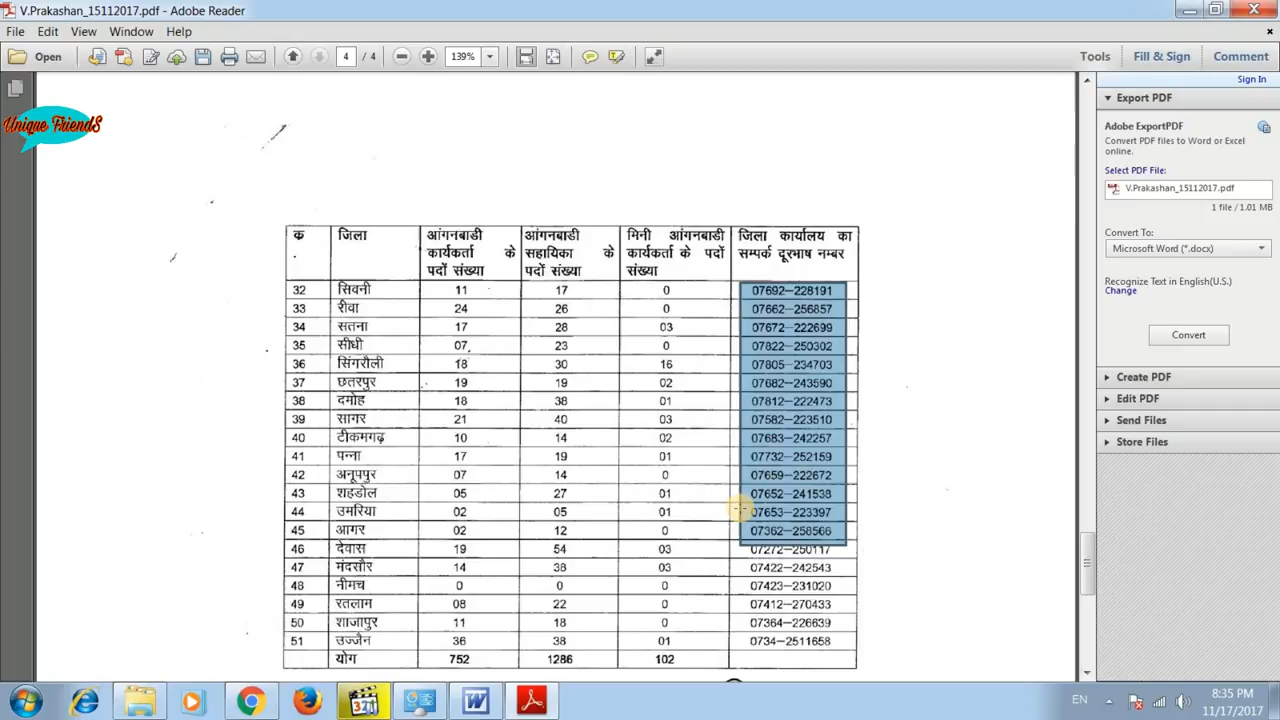 V.Prakashan_15112017.pdf - Adobe Reader
File Edit View Window Help
Open 4 / 4 139% Tools Fill & Sign Comment
Sign In
Unique FriendS
Export PDF
Adobe ExportPDF
Convert PDF files to Word or Excel
online.
Select PDF File:
V.Prakashan_15112017.pdf
1 file / 1.01 MB
Convert To:
Microsoft Word (*.docx)
Recognize Text in English(U.S.)
Change
Convert
Create PDF
Edit PDF
Send Files
Store Files
क जिला आंगनबाडी आंगनबाडी मिनी आंगनबाडी जिला कार्यालय का
. कार्यकर्ता के सहायिका के कार्यकर्ता के पदों सम्पर्क दूरभाष नम्बर
पदों संख्या पदों संख्या संख्या
32 सिवनी 11 17 0 07692-228191
33 रीवा 24 26 0 07662-256857
34 सतना 17 28 03 07672-222699
35 सीधी 07 23 0 07822-250302
36 सिंगरौली 18 30 16 07805-234703
37 छतरपुर 19 19 02 07682-243590
38 दमोह 18 38 01 07812-222473
39 सागर 21 40 03 07582-223510
40 टीकमगढ़ 10 14 02 07683-242257
41 पन्ना 17 19 01 07732-252159
42 अनूपपुर 07 14 0 07659-222672
43 शहडोल 05 27 01 07652-241538
44 उमरिया 02 05 01 07653-223397
45 आगर 02 12 0 07362-258566
46 देवास 19 54 03 07272-250117
47 मंदसौर 14 38 03 07422-242543
48 नीमच 0 0 0 07423-231020
49 रतलाम 08 22 0 07412-270433
50 शाजापुर 11 18 0 07364-226639
51 उज्जैन 36 38 01 0734-2511658
योग 752 1286 102
EN 8:35 PM
11/17/2017